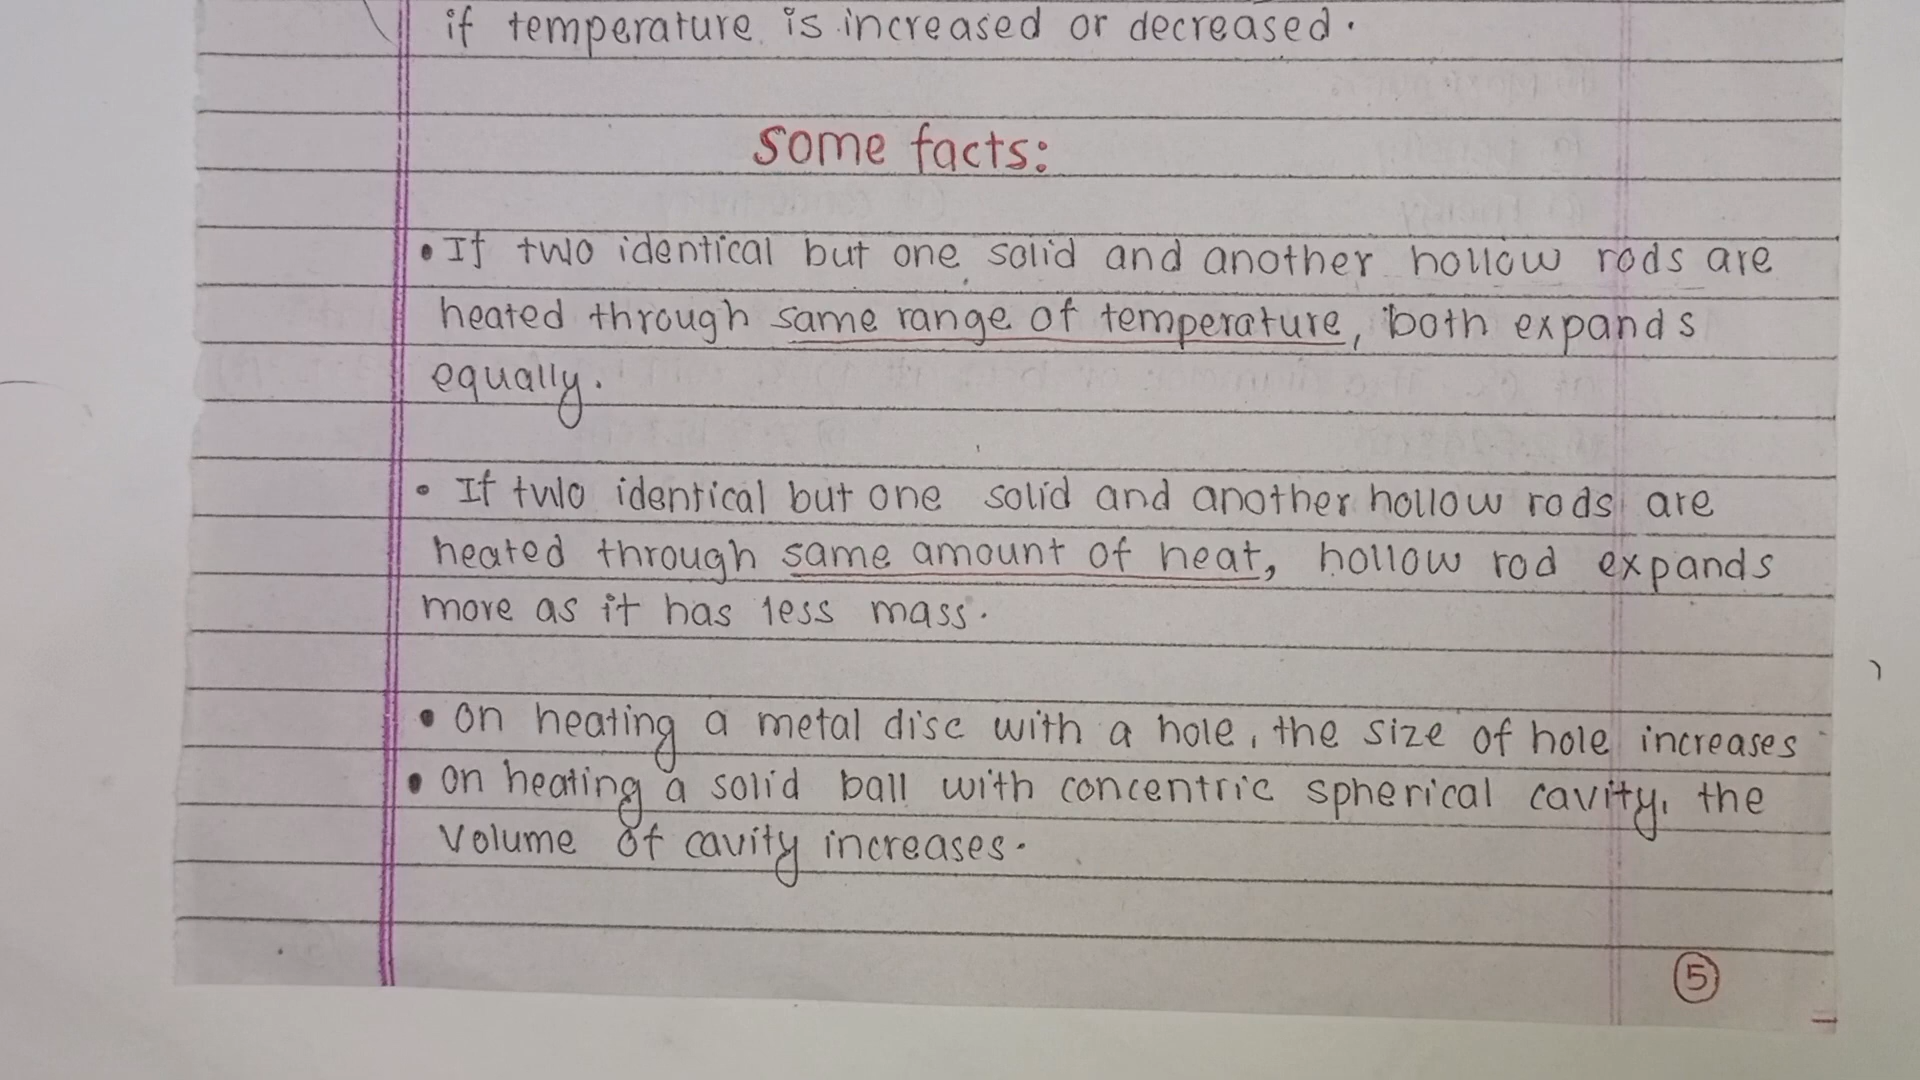 if temperature is increased or decreased.
some facts:
• If two identical but one solid and another hollow rods are
heated through same range of temperature, both expands
equally.
• If two identical but one solid and another hollow rods are
heated through same amount of heat, hollow rod expands
more as it has less mass.
• on heating a metal disc with a hole, the size of hole increases
• on heating a solid ball with concentric spherical cavity, the
volume of cavity increases.
5